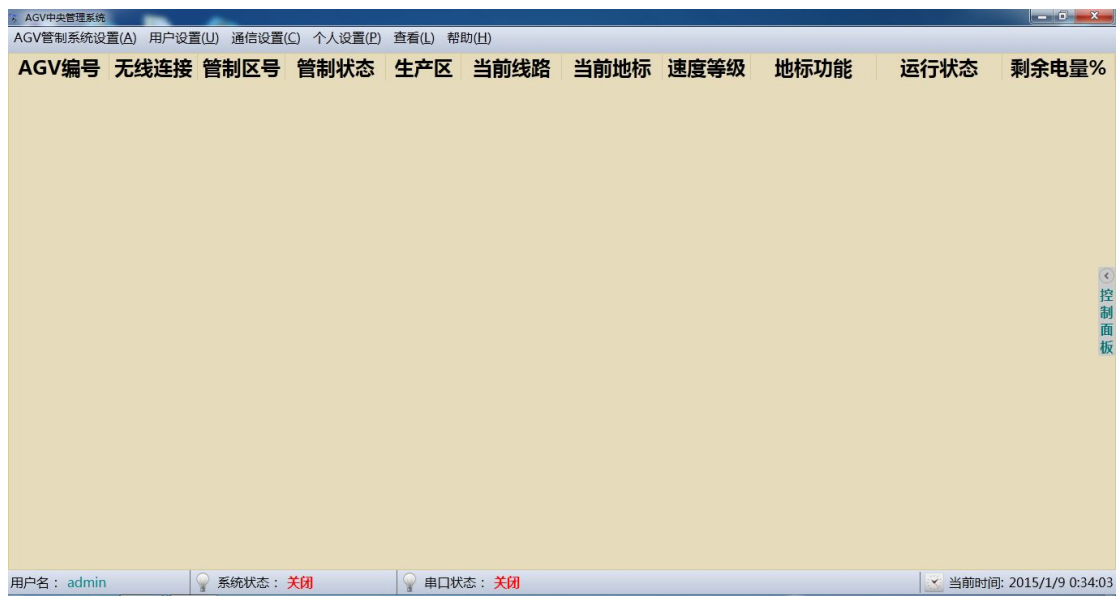 AGV中央管理系统
AGV管制系统设置(A) 用户设置(U) 通信设置(C) 个人设置(P) 查看(L) 帮助(H)
AGV编号 无线连接 管制区号 管制状态 生产区 当前线路 当前地标 速度等级 地标功能 运行状态 剩余电量%
控制面板
用户名： admin 系统状态： 关闭 串口状态： 关闭 当前时间: 2015/1/9 0:34:03